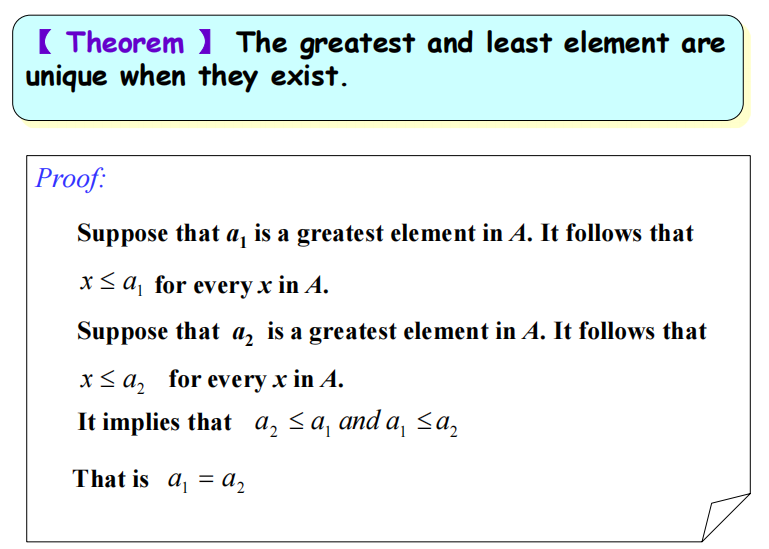 【 Theorem 】 The greatest and least element are
unique when they exist.
Proof:
Suppose that a₁ is a greatest element in A. It follows that
x ≤ a₁ for every x in A.
Suppose that a₂ is a greatest element in A. It follows that
x ≤ a₂ for every x in A.
It implies that a₂ ≤ a₁ and a₁ ≤ a₂
That is a₁ = a₂